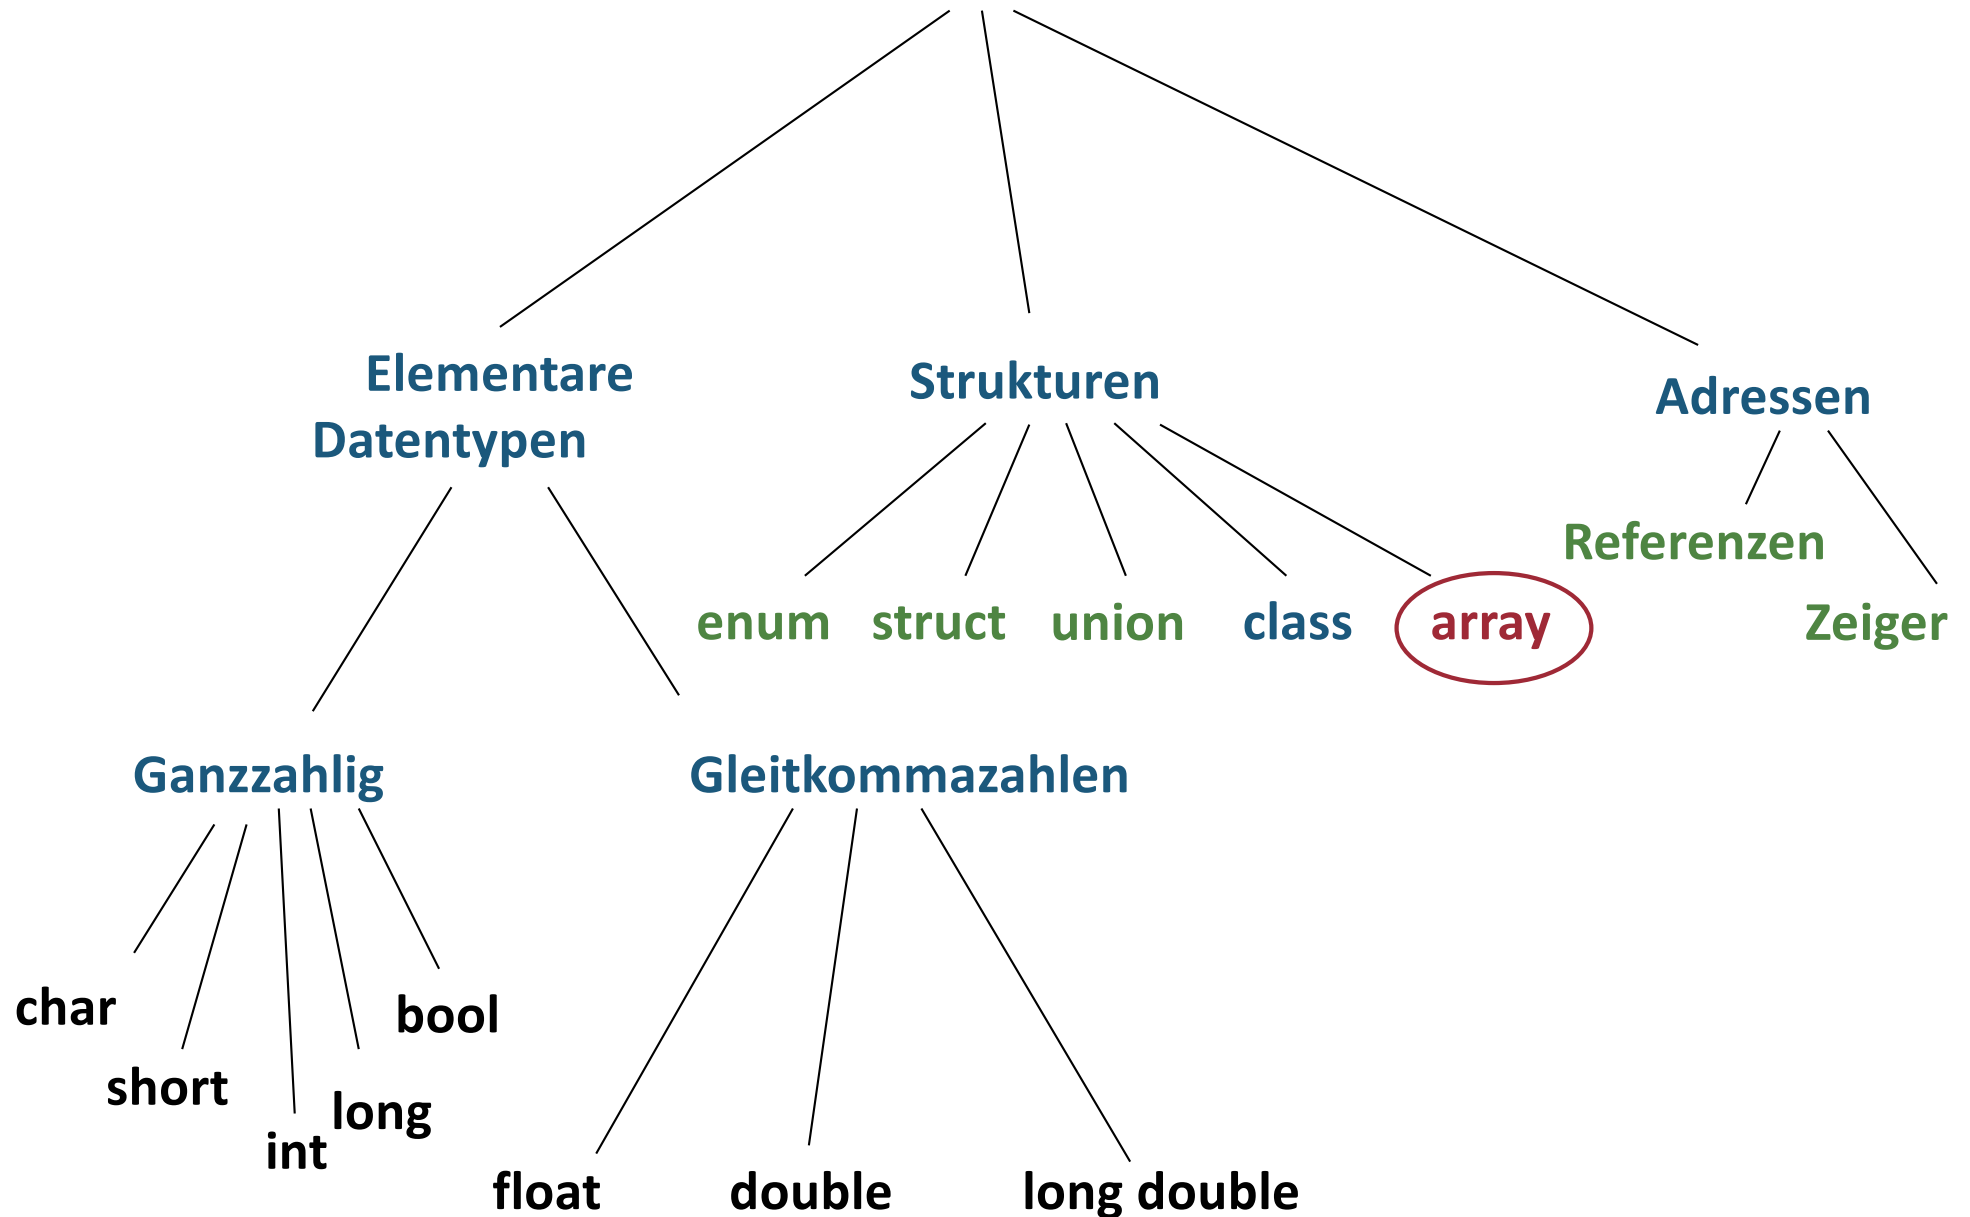 Elementare
Datentypen
Strukturen
Adressen
Referenzen
enum struct union class array
Zeiger
Ganzzahlig
Gleitkommazahlen
char
bool
short
long
int
float double long double